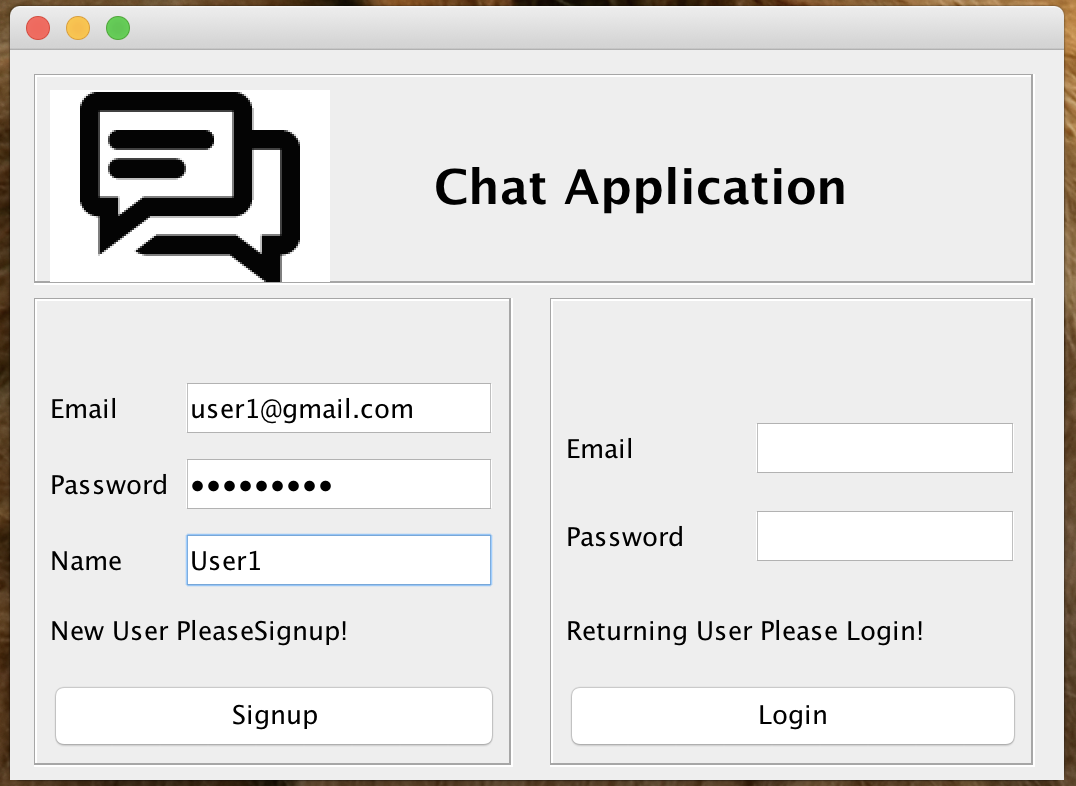 Chat Application
Email user1@gmail.com
Password •••••••••
Name User1
New User PleaseSignup!
Signup
Email
Password
Returning User Please Login!
Login